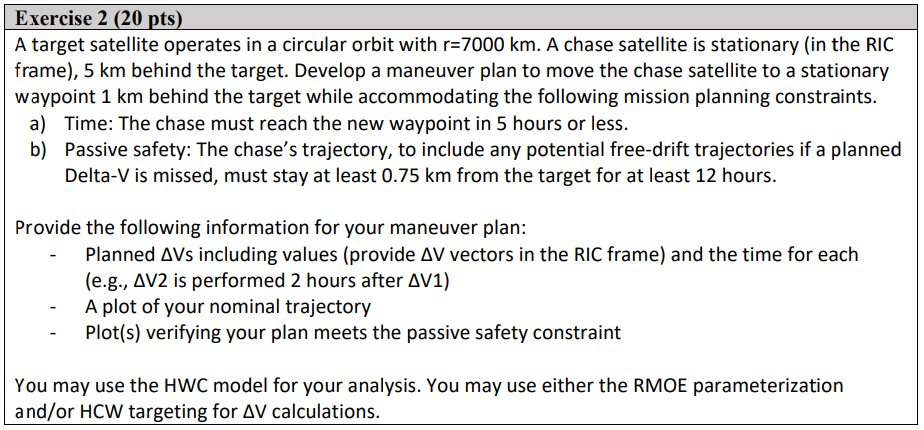 Exercise 2 (20 pts)
A target satellite operates in a circular orbit with r=7000 km. A chase satellite is stationary (in the RIC
frame), 5 km behind the target. Develop a maneuver plan to move the chase satellite to a stationary
waypoint 1 km behind the target while accommodating the following mission planning constraints.
a) Time: The chase must reach the new waypoint in 5 hours or less.
b) Passive safety: The chase’s trajectory, to include any potential free-drift trajectories if a planned
Delta-V is missed, must stay at least 0.75 km from the target for at least 12 hours.
Provide the following information for your maneuver plan:
- Planned ΔVs including values (provide ΔV vectors in the RIC frame) and the time for each
(e.g., ΔV2 is performed 2 hours after ΔV1)
- A plot of your nominal trajectory
- Plot(s) verifying your plan meets the passive safety constraint
You may use the HWC model for your analysis. You may use either the RMOE parameterization
and/or HCW targeting for ΔV calculations.